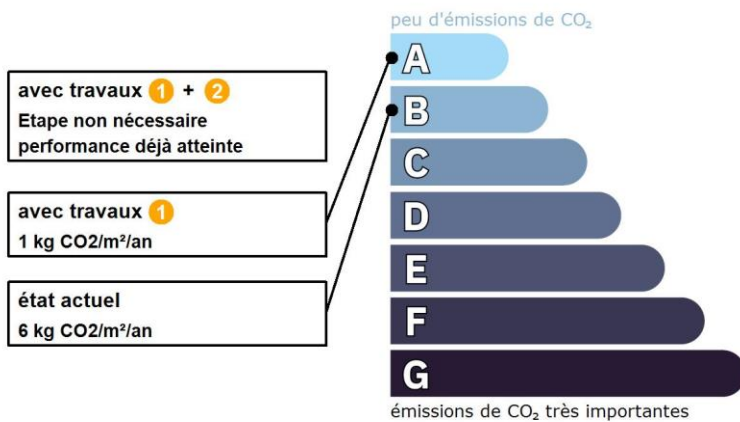 peu d'émissions de CO₂
A
B
C
D
E
F
G
émissions de CO₂ très importantes
avec travaux 1 + 2
Etape non nécessaire
performance déjà atteinte
avec travaux 1
1 kg CO2/m²/an
état actuel
6 kg CO2/m²/an